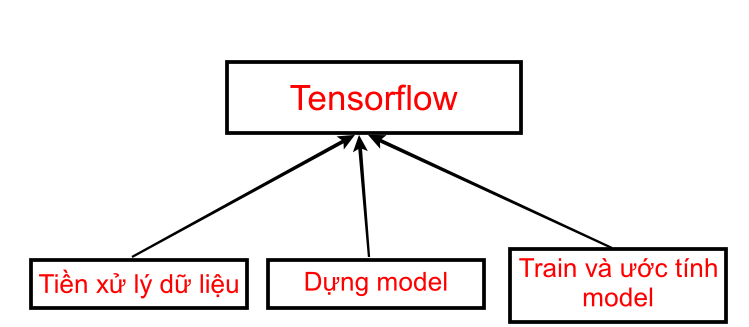 Tensorflow
Tiền xử lý dữ liệu
Dựng model
Train và ước tính
model